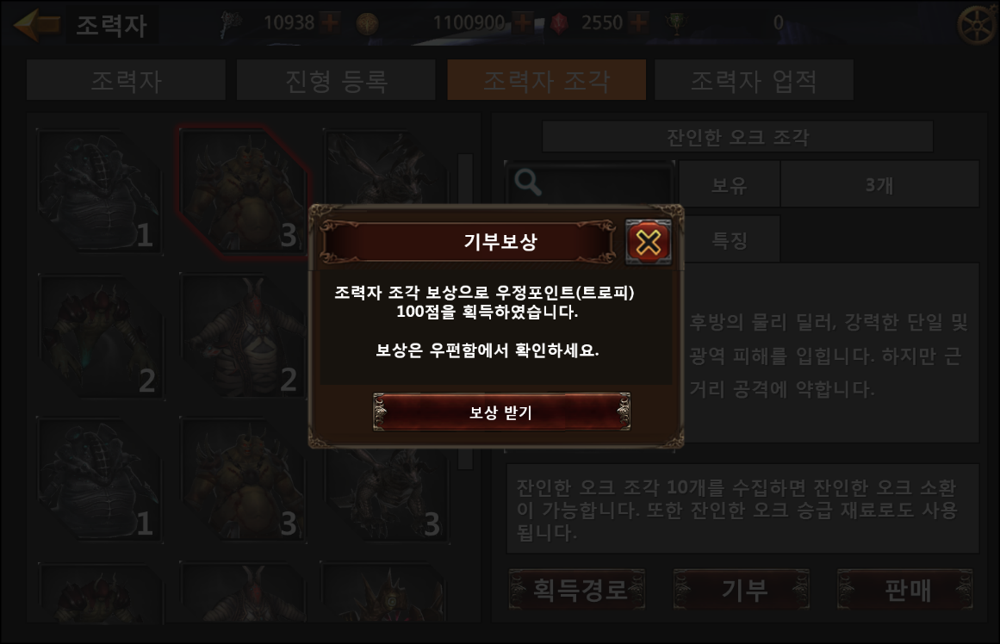 조력자
10938
1100900
2550
0
조력자
진형 등록
조력자 조각
조력자 업적
1
3
2
2
1
3
3
잔인한 오크 조각
보유
3개
특징
후방의 물리 딜러, 강력한 단일 및
광역 피해를 입힙니다. 하지만 근
거리 공격에 약합니다.
잔인한 오크 조각 10개를 수집하면 잔인한 오크 소환
이 가능합니다. 또한 잔인한 오크 승급 재료로도 사용
됩니다.
획득경로
기부
판매
기부보상
조력자 조각 보상으로 우정포인트(트로피)
100점을 획득하였습니다.
보상은 우편함에서 확인하세요.
보상 받기